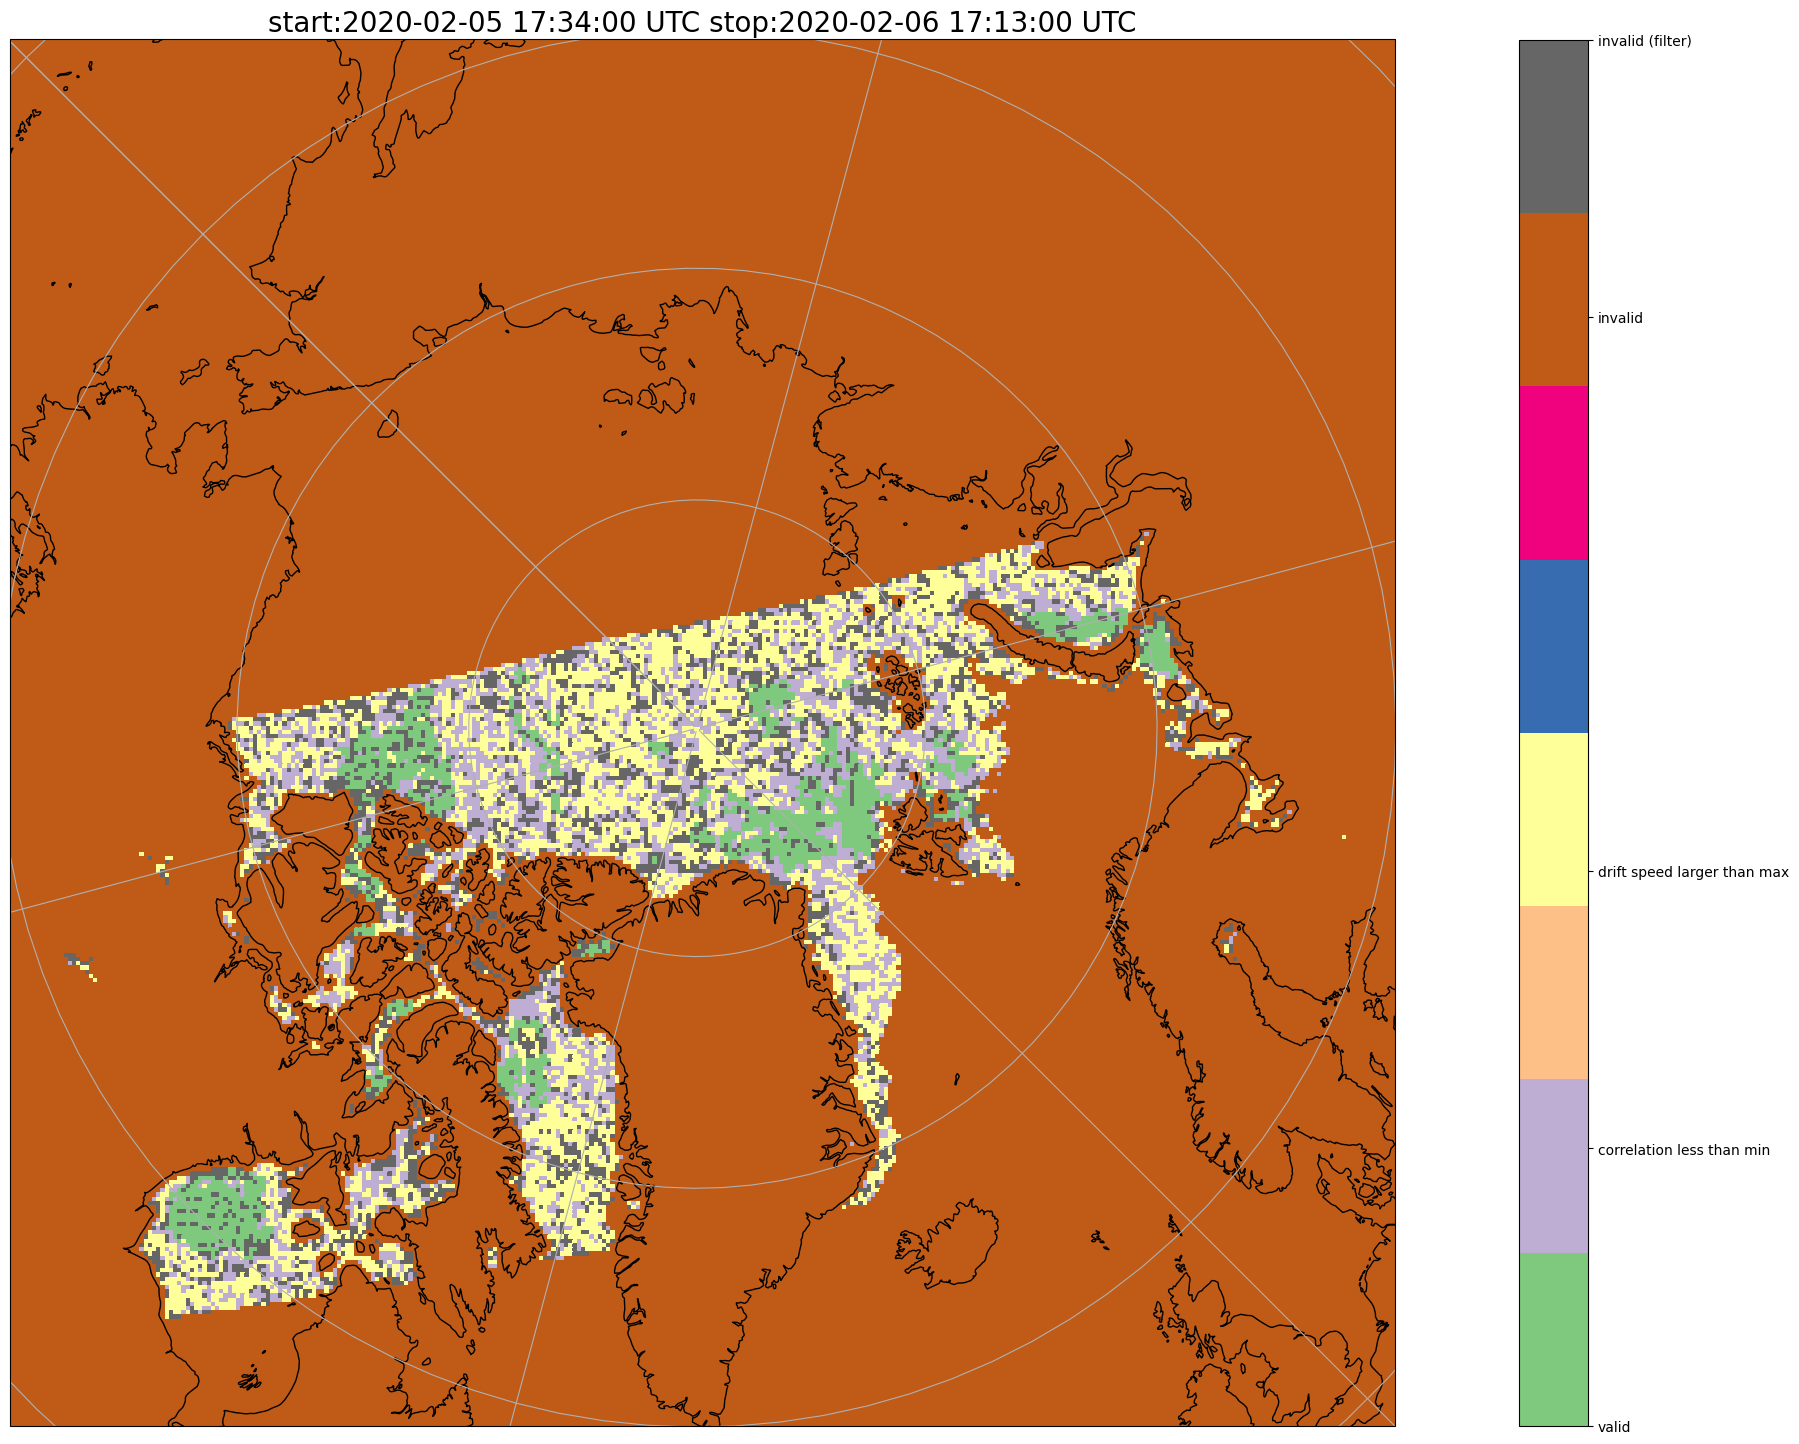 start:2020-02-05 17:34:00 UTC stop:2020-02-06 17:13:00 UTC
invalid (filter)
invalid
drift speed larger than max
correlation less than min
valid